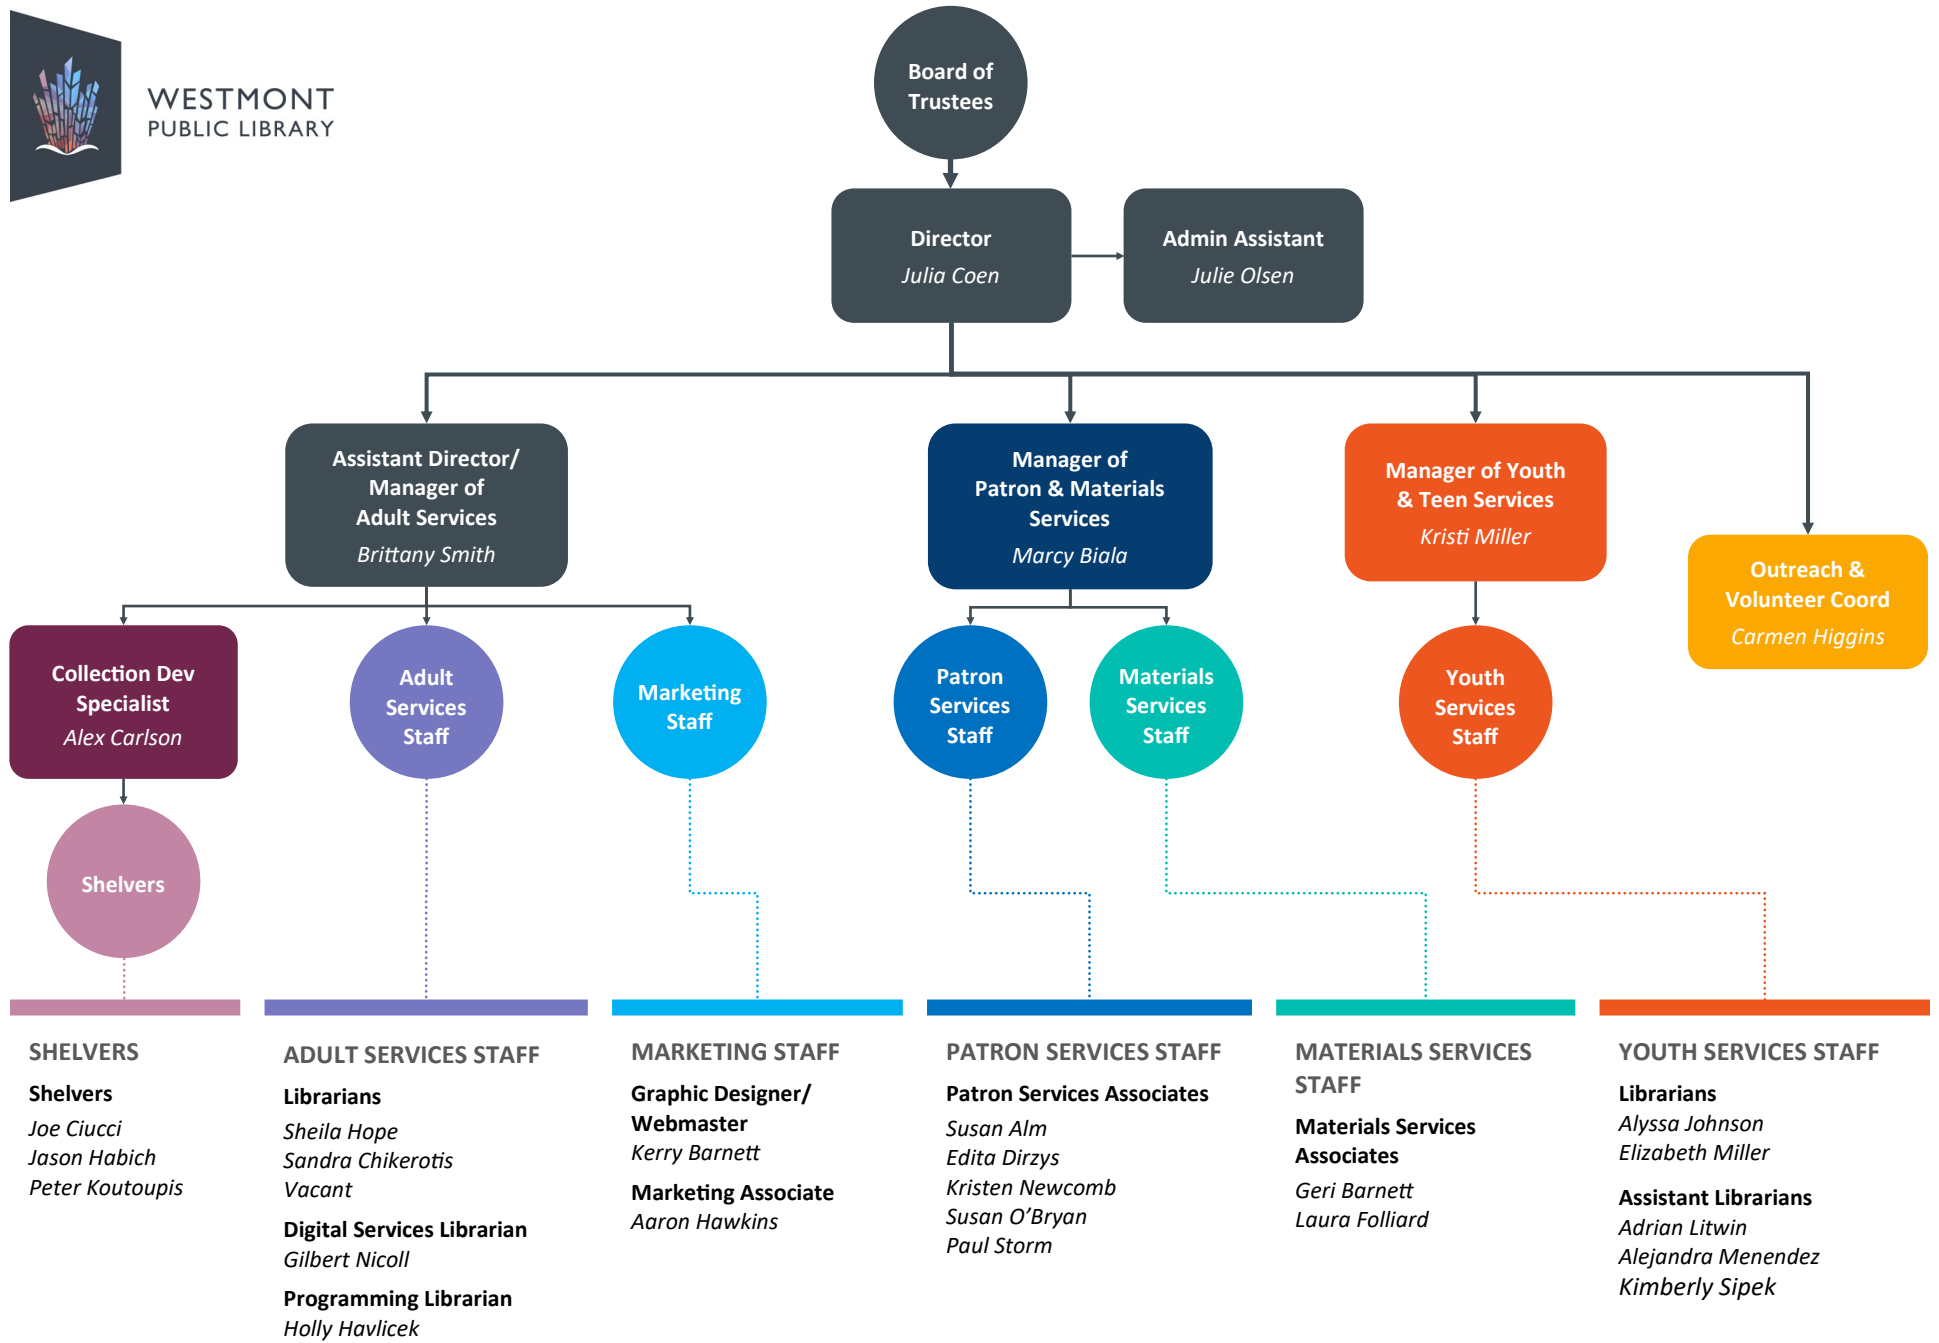 WESTMONT
PUBLIC LIBRARY
Board of
Trustees
Director
Julia Coen
Admin Assistant
Julie Olsen
Assistant Director/
Manager of
Adult Services
Brittany Smith
Manager of
Patron & Materials
Services
Marcy Biala
Manager of Youth
& Teen Services
Kristi Miller
Outreach &
Volunteer Coord
Carmen Higgins
Collection Dev
Specialist
Alex Carlson
Adult
Services
Staff
Marketing
Staff
Patron
Services
Staff
Materials
Services
Staff
Youth
Services
Staff
Shelvers
SHELVERS
Shelvers
Joe Ciucci
Jason Habich
Peter Koutoupis
ADULT SERVICES STAFF
Librarians
Sheila Hope
Sandra Chikerotis
Vacant
Digital Services Librarian
Gilbert Nicoll
Programming Librarian
Holly Havlicek
MARKETING STAFF
Graphic Designer/
Webmaster
Kerry Barnett
Marketing Associate
Aaron Hawkins
PATRON SERVICES STAFF
Patron Services Associates
Susan Alm
Edita Dirzys
Kristen Newcomb
Susan O’Bryan
Paul Storm
MATERIALS SERVICES
STAFF
Materials Services
Associates
Geri Barnett
Laura Folliard
YOUTH SERVICES STAFF
Librarians
Alyssa Johnson
Elizabeth Miller
Assistant Librarians
Adrian Litwin
Alejandra Menendez
Kimberly Sipek